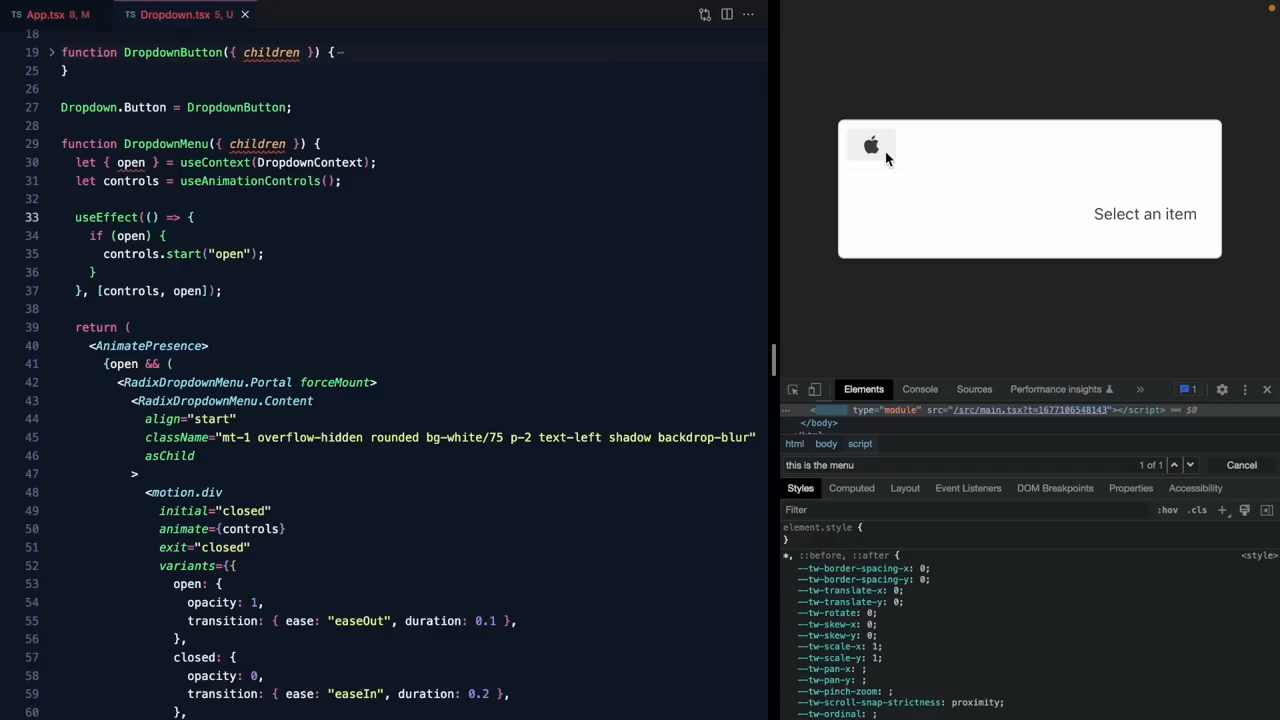 TS App.tsx 8, M
TS Dropdown.tsx 5, U
18
19 function DropdownButton({ children }) {
25 }
26
27 Dropdown.Button = DropdownButton;
28
29 function DropdownMenu({ children }) {
30 let { open } = useContext(DropdownContext);
31 let controls = useAnimationControls();
32
33 useEffect(() => {
34 if (open) {
35 controls.start("open");
36 }
37 }, [controls, open]);
38
39 return (
40 <AnimatePresence>
41 {open && (
42 <RadixDropdownMenu.Portal forceMount>
43 <RadixDropdownMenu.Content
44 align="start"
45 className="mt-1 overflow-hidden rounded bg-white/75 p-2 text-left shadow backdrop-blur"
46 asChild
47 >
48 <motion.div
49 initial="closed"
50 animate={controls}
51 exit="closed"
52 variants={{
53 open: {
54 opacity: 1,
55 transition: { ease: "easeOut", duration: 0.1 },
56 },
57 closed: {
58 opacity: 0,
59 transition: { ease: "easeIn", duration: 0.2 },
60 },
Select an item
Elements Console Sources Performance insights » 1
type="module" src="/src/main.tsx?t=1677106548143"></script> == $0
</body>
html body script
this is the menu 1 of 1 Cancel
Styles Computed Layout Event Listeners DOM Breakpoints Properties Accessibility
Filter :hov .cls +
element.style {
}
*, ::before, ::after { <style>
--tw-border-spacing-x: 0;
--tw-border-spacing-y: 0;
--tw-translate-x: 0;
--tw-translate-y: 0;
--tw-rotate: 0;
--tw-skew-x: 0;
--tw-skew-y: 0;
--tw-scale-x: 1;
--tw-scale-y: 1;
--tw-pan-x: ;
--tw-pan-y: ;
--tw-pinch-zoom: ;
--tw-scroll-snap-strictness: proximity;
--tw-ordinal: ;